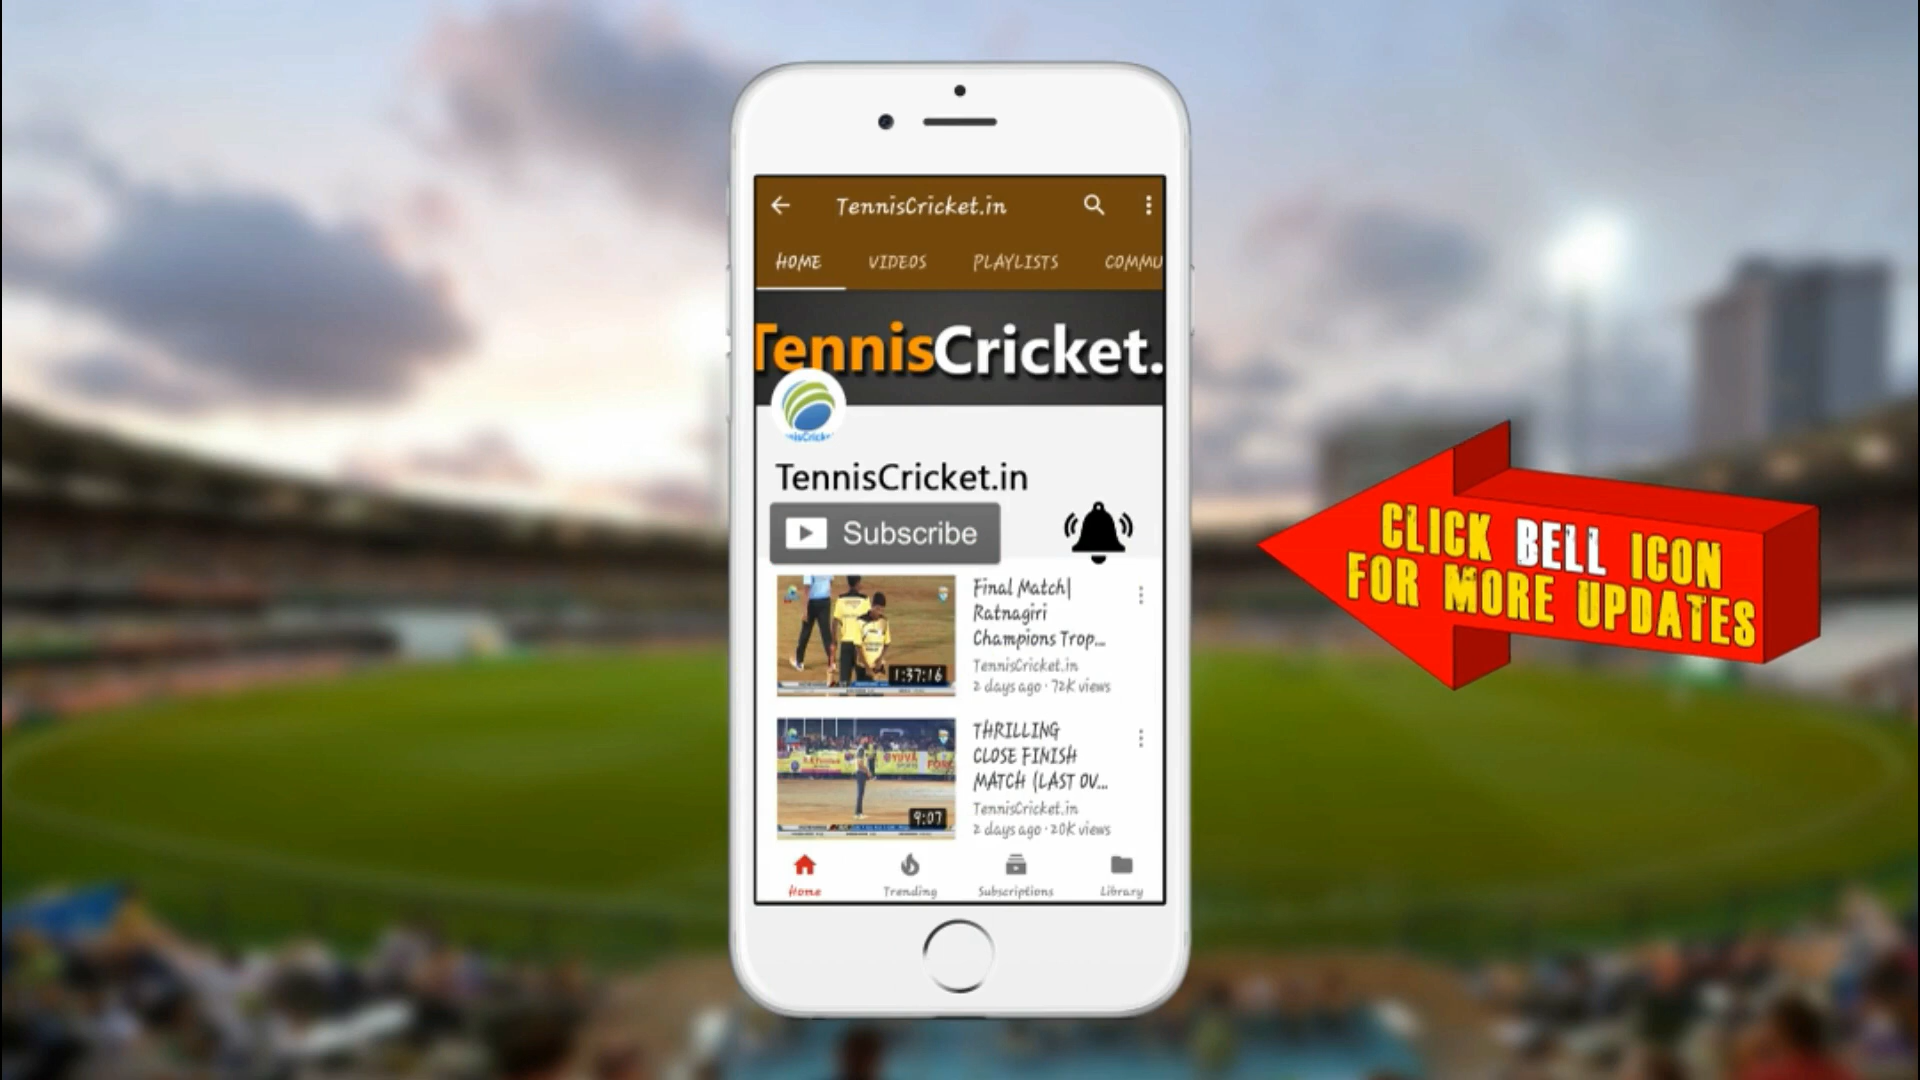 TennisCricket.in
HOME VIDEOS PLAYLISTS COMMU
TennisCricket.
TennisCricket.in
Subscribe
Final Match|
Ratnagiri
Champions Trop...
TennisCricket.in
2 days ago · 72K views
1:37:16
THRILLING
CLOSE FINISH
MATCH (LAST OV...
TennisCricket.in
2 days ago · 20K views
9:07
Home Trending Subscriptions Library
CLICK BELL ICON
FOR MORE UPDATES